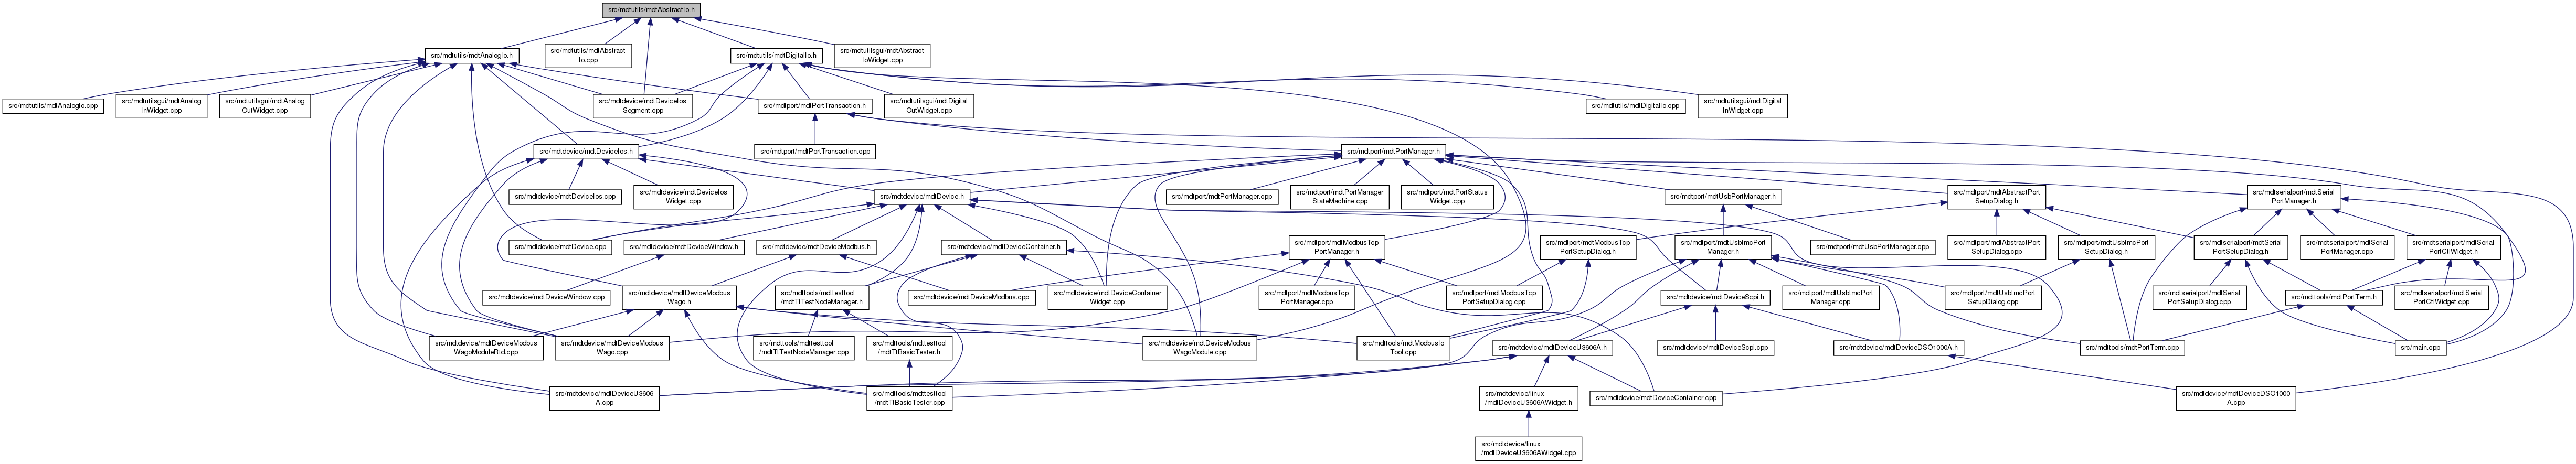 src/mdtutils/mdtAbstractIo.h
src/mdtutils/mdtAnalogIo.h
src/mdtutils/mdtAbstract
Io.cpp
src/mdtutils/mdtDigitalIo.h
src/mdtutilsgui/mdtAbstract
IoWidget.cpp
src/mdtutils/mdtAnalogIo.cpp
src/mdtutilsgui/mdtAnalog
InWidget.cpp
src/mdtutilsgui/mdtAnalog
OutWidget.cpp
src/mdtdevice/mdtDeviceIos
Segment.cpp
src/mdtport/mdtPortTransaction.h
src/mdtutilsgui/mdtDigital
OutWidget.cpp
src/mdtutils/mdtDigitalIo.cpp
src/mdtutilsgui/mdtDigital
InWidget.cpp
src/mdtdevice/mdtDeviceIos.h
src/mdtport/mdtPortTransaction.cpp
src/mdtport/mdtPortManager.h
src/mdtdevice/mdtDeviceIos.cpp
src/mdtdevice/mdtDeviceIos
Widget.cpp
src/mdtdevice/mdtDevice.h
src/mdtport/mdtPortManager.cpp
src/mdtport/mdtPortManager
StateMachine.cpp
src/mdtport/mdtPortStatus
Widget.cpp
src/mdtport/mdtUsbPortManager.h
src/mdtport/mdtAbstractPort
SetupDialog.h
src/mdtserialport/mdtSerial
PortManager.h
src/mdtdevice/mdtDevice.cpp
src/mdtdevice/mdtDeviceWindow.h
src/mdtdevice/mdtDeviceModbus.h
src/mdtdevice/mdtDeviceContainer.h
src/mdtport/mdtModbusTcp
PortManager.h
src/mdtport/mdtModbusTcp
PortSetupDialog.h
src/mdtport/mdtUsbtmcPort
Manager.h
src/mdtport/mdtUsbPortManager.cpp
src/mdtport/mdtAbstractPort
SetupDialog.cpp
src/mdtport/mdtUsbtmcPort
SetupDialog.h
src/mdtserialport/mdtSerial
PortSetupDialog.h
src/mdtserialport/mdtSerial
PortManager.cpp
src/mdtserialport/mdtSerial
PortCtlWidget.h
src/mdtdevice/mdtDeviceWindow.cpp
src/mdtdevice/mdtDeviceModbus
Wago.h
src/mdttools/mdttesttool
/mdtTtTestNodeManager.h
src/mdtdevice/mdtDeviceModbus.cpp
src/mdtdevice/mdtDeviceContainer
Widget.cpp
src/mdtport/mdtModbusTcp
PortManager.cpp
src/mdtport/mdtModbusTcp
PortSetupDialog.cpp
src/mdtdevice/mdtDeviceScpi.h
src/mdtport/mdtUsbtmcPort
Manager.cpp
src/mdtport/mdtUsbtmcPort
SetupDialog.cpp
src/mdtserialport/mdtSerial
PortSetupDialog.cpp
src/mdttools/mdtPortTerm.h
src/mdtserialport/mdtSerial
PortCtlWidget.cpp
src/mdtdevice/mdtDeviceModbus
WagoModuleRtd.cpp
src/mdtdevice/mdtDeviceModbus
Wago.cpp
src/mdttools/mdttesttool
/mdtTtTestNodeManager.cpp
src/mdttools/mdttesttool
/mdtTtBasicTester.h
src/mdtdevice/mdtDeviceModbus
WagoModule.cpp
src/mdttools/mdtModbusIo
Tool.cpp
src/mdtdevice/mdtDeviceU3606A.h
src/mdtdevice/mdtDeviceScpi.cpp
src/mdtdevice/mdtDeviceDSO1000A.h
src/mdttools/mdtPortTerm.cpp
src/main.cpp
src/mdtdevice/mdtDeviceU3606
A.cpp
src/mdttools/mdttesttool
/mdtTtBasicTester.cpp
src/mdtdevice/linux
/mdtDeviceU3606AWidget.h
src/mdtdevice/mdtDeviceContainer.cpp
src/mdtdevice/mdtDeviceDSO1000
A.cpp
src/mdtdevice/linux
/mdtDeviceU3606AWidget.cpp